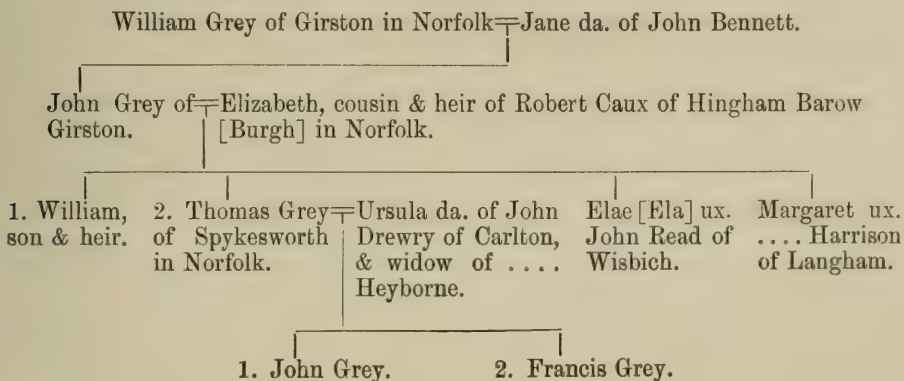 William Grey of Girston in Norfolk=Jane da. of John Bennett.
John Grey of=Elizabeth, cousin & heir of Robert Caux of Hingham Barow
Girston. [Burgh] in Norfolk.
1. William, 2. Thomas Grey=Ursula da. of John Elae [Ela] ux. Margaret ux.
son & heir. of Spykesworth Drewry of Carlton, John Read of .... Harrison
in Norfolk. & widow of .... Wisbich. of Langham.
Heyborne.
1. John Grey. 2. Francis Grey.